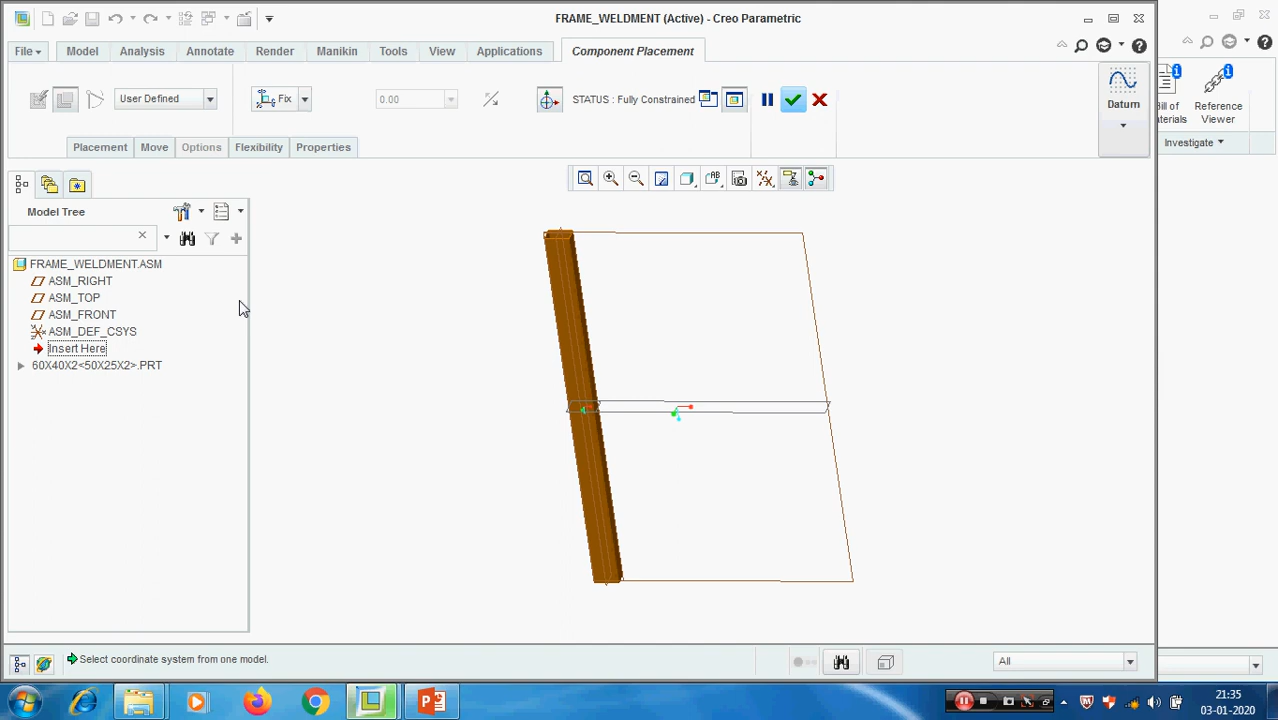 FRAME_WELDMENT (Active) - Creo Parametric
File Model Analysis Annotate Render Manikin Tools View Applications Component Placement
User Defined Fix 0.00 STATUS : Fully Constrained Datum
Placement Move Options Flexibility Properties
Bill of Materials
Reference Viewer
Investigate
Model Tree
FRAME_WELDMENT.ASM
ASM_RIGHT
ASM_TOP
ASM_FRONT
ASM_DEF_CSYS
Insert Here
60X40X2<50X25X2>.PRT
Select coordinate system from one model.
All
21:35
03-01-2020